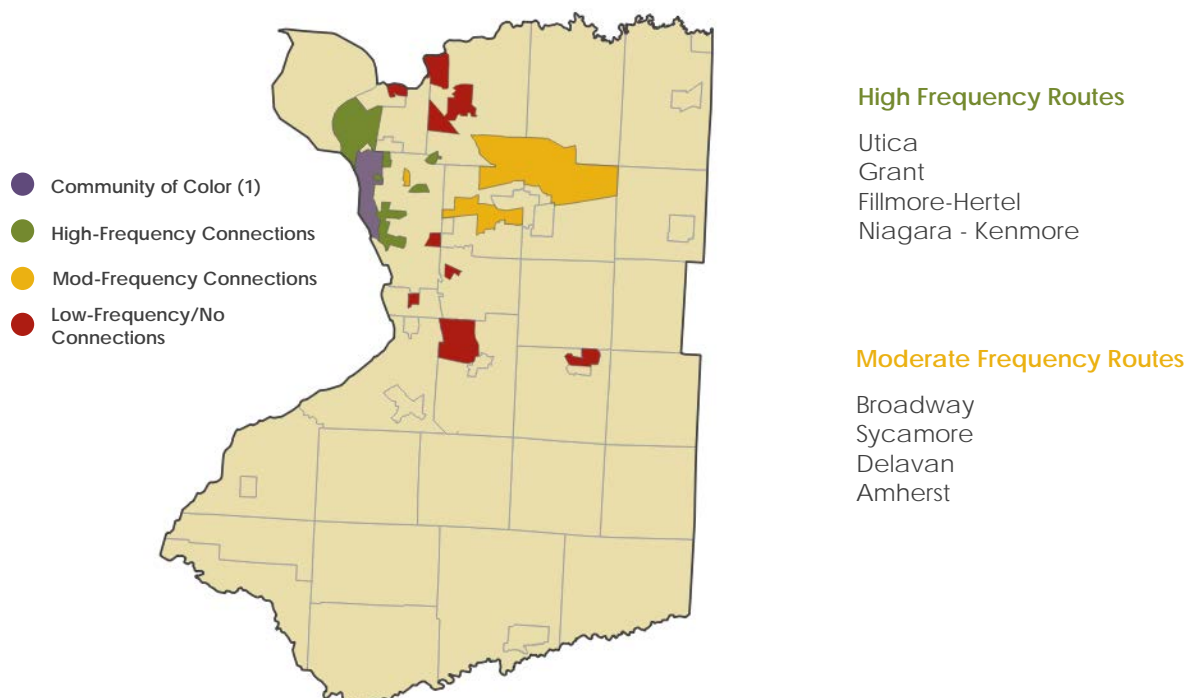 Community of Color (1)
High-Frequency Connections
Mod-Frequency Connections
Low-Frequency/No
Connections
High Frequency Routes
Utica
Grant
Fillmore-Hertel
Niagara - Kenmore
Moderate Frequency Routes
Broadway
Sycamore
Delavan
Amherst